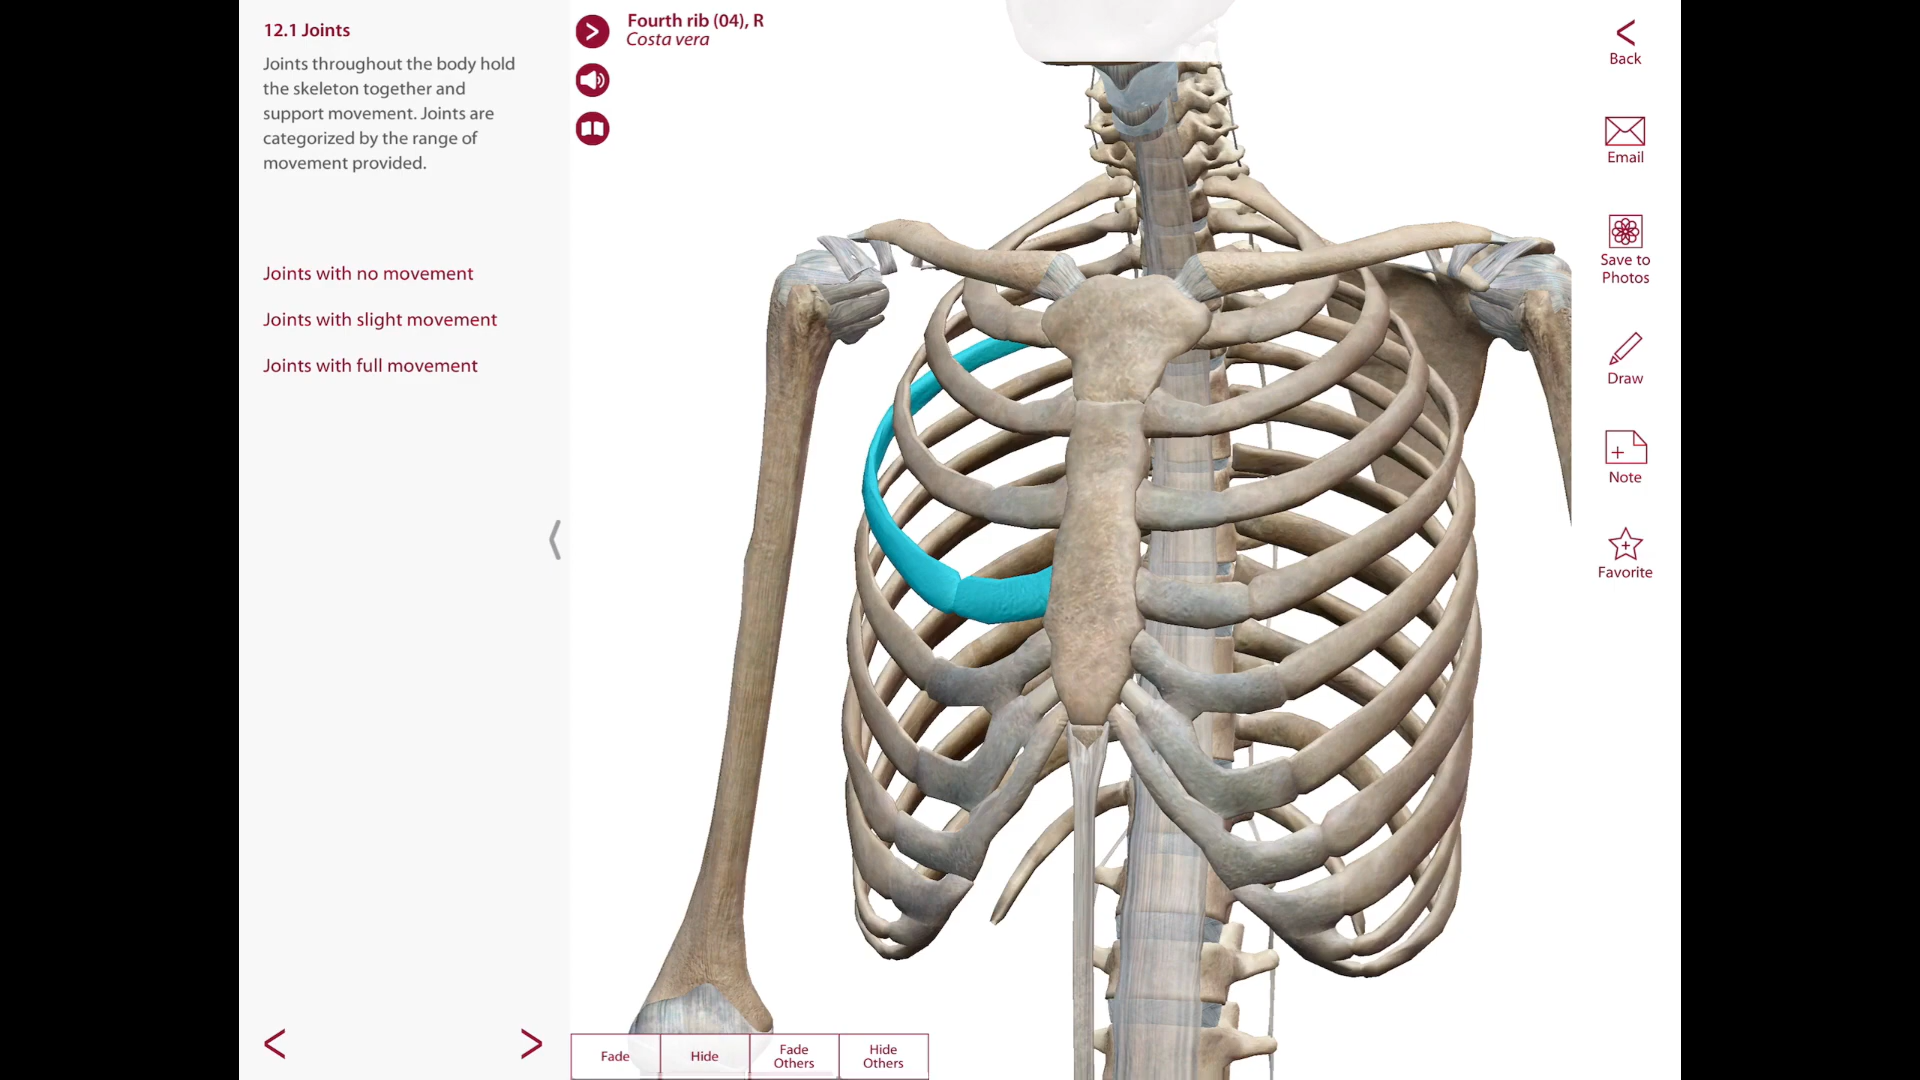 12.1 Joints
Joints throughout the body hold
the skeleton together and
support movement. Joints are
categorized by the range of
movement provided.
Joints with no movement
Joints with slight movement
Joints with full movement
Fourth rib (04), R
Costa vera
Back
Email
Save to
Photos
Draw
Note
Favorite
Fade
Hide
Fade
Others
Hide
Others